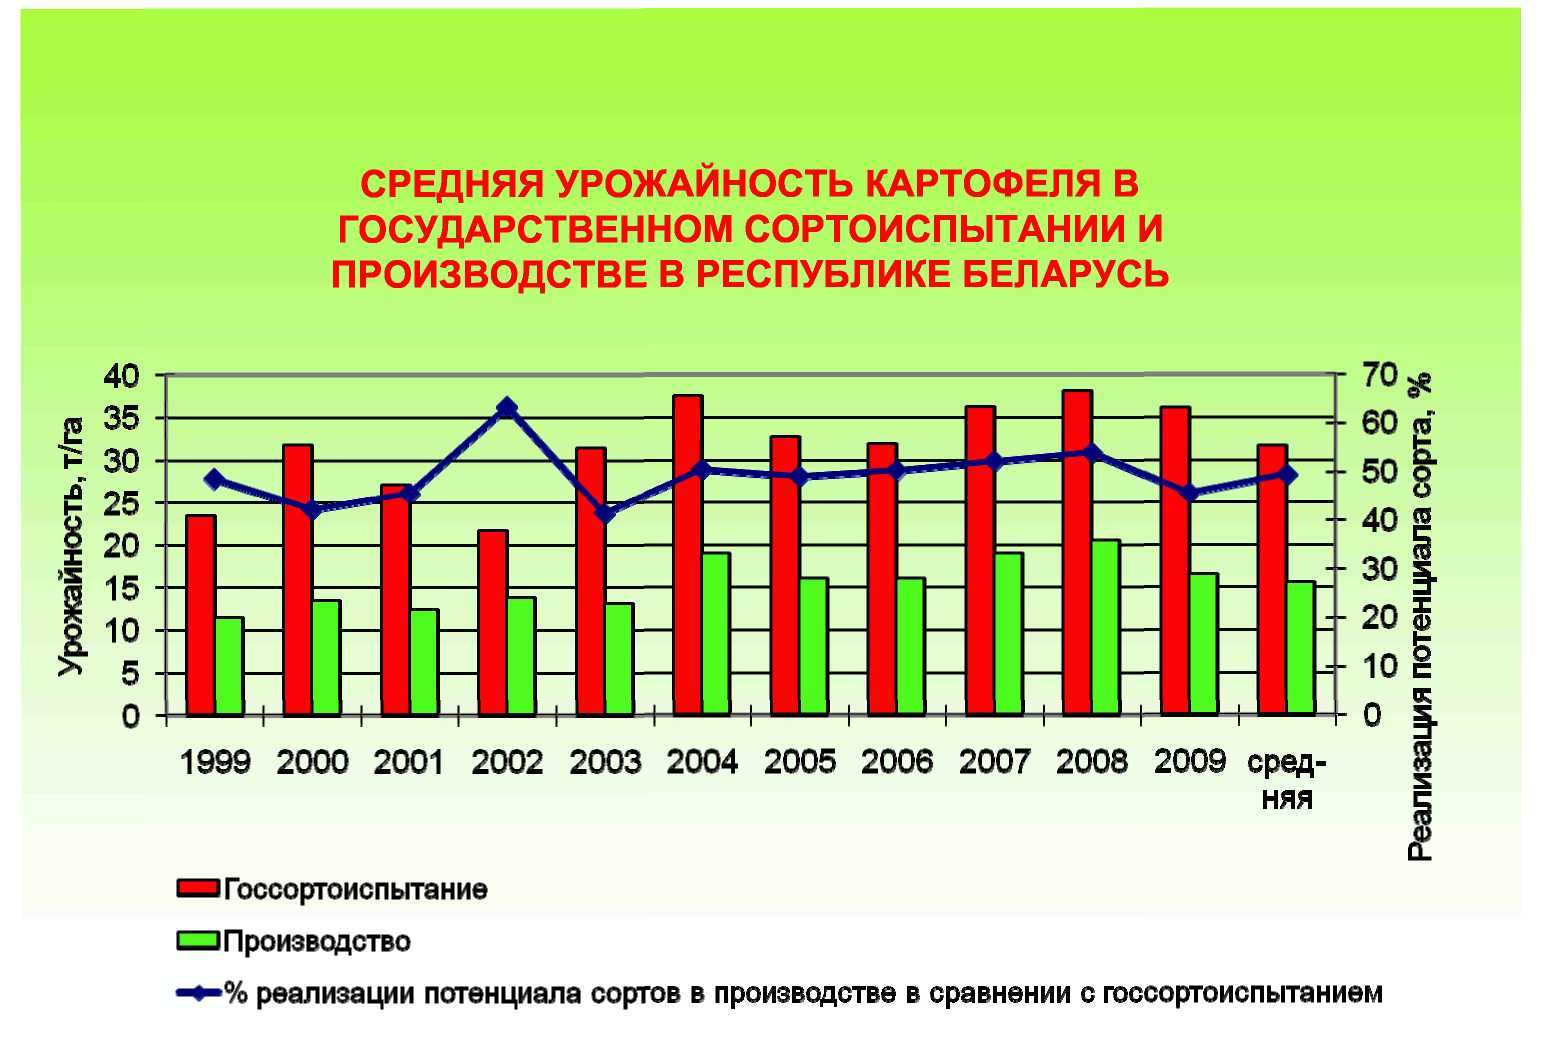 СРЕДНЯЯ УРОЖАЙНОСТЬ КАРТОФЕЛЯ В
ГОСУДАРСТВЕННОМ СОРТОИСПЫТАНИИ И
ПРОИЗВОДСТВЕ В РЕСПУБЛИКЕ БЕЛАРУСЬ
Урожайность, т/га
40
35
30
25
20
15
10
5
0
70
60
50
40
30
20
10
0
Реализация потенциала сорта, %
1999 2000 2001 2002 2003 2004 2005 2006 2007 2008 2009 сред-
няя
Госсортоиспытание
Производство
% реализации потенциала сортов в производстве в сравнении с госсортоиспытанием